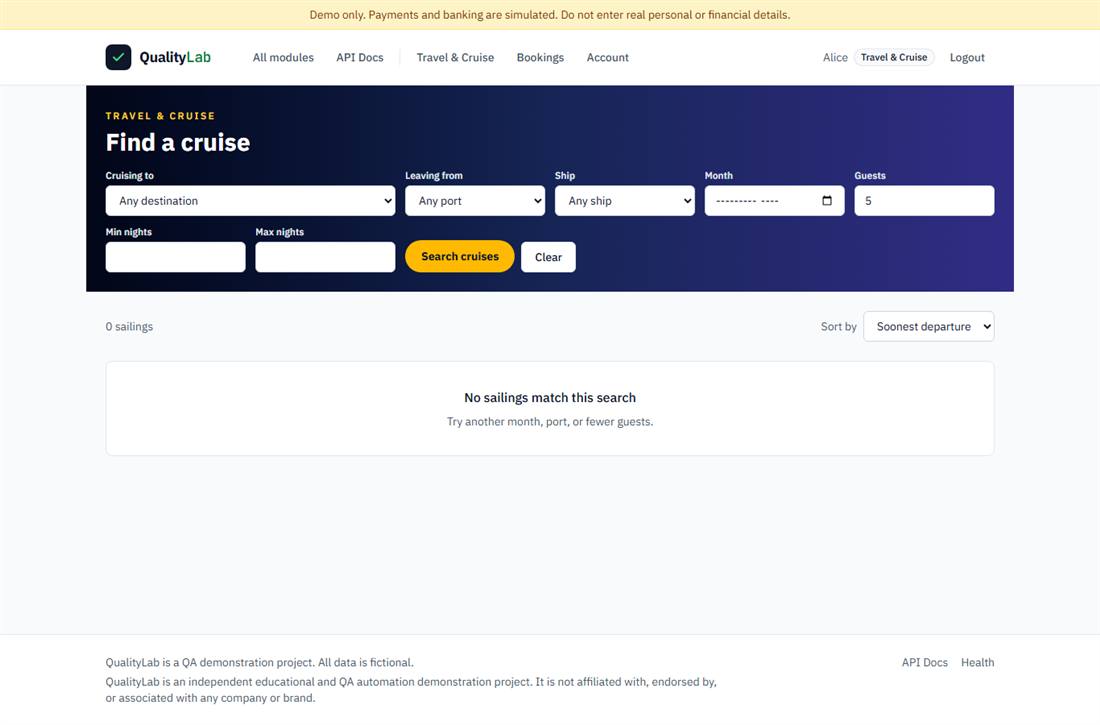 Demo only. Payments and banking are simulated. Do not enter real personal or financial details.
QualityLab All modules API Docs Travel & Cruise Bookings Account Alice Travel & Cruise Logout
TRAVEL & CRUISE
Find a cruise
Cruising to Leaving from Ship Month Guests
Any destination Any port Any ship --------- ---- 5
Min nights Max nights
Search cruises Clear
0 sailings Sort by Soonest departure
No sailings match this search
Try another month, port, or fewer guests.
QualityLab is a QA demonstration project. All data is fictional. API Docs Health
QualityLab is an independent educational and QA automation demonstration project. It is not affiliated with, endorsed by,
or associated with any company or brand.